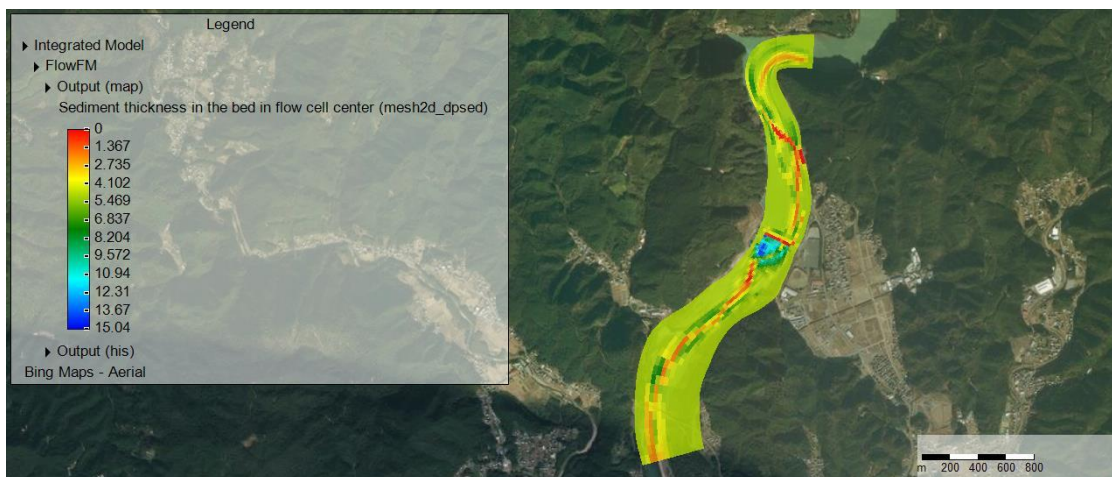 Legend
Integrated Model
FlowFM
Output (map)
Sediment thickness in the bed in flow cell center (mesh2d_dpsed)
0
1.367
2.735
4.102
5.469
6.837
8.204
9.572
10.94
12.31
13.67
15.04
Output (his)
Bing Maps - Aerial
m 200 400 600 800